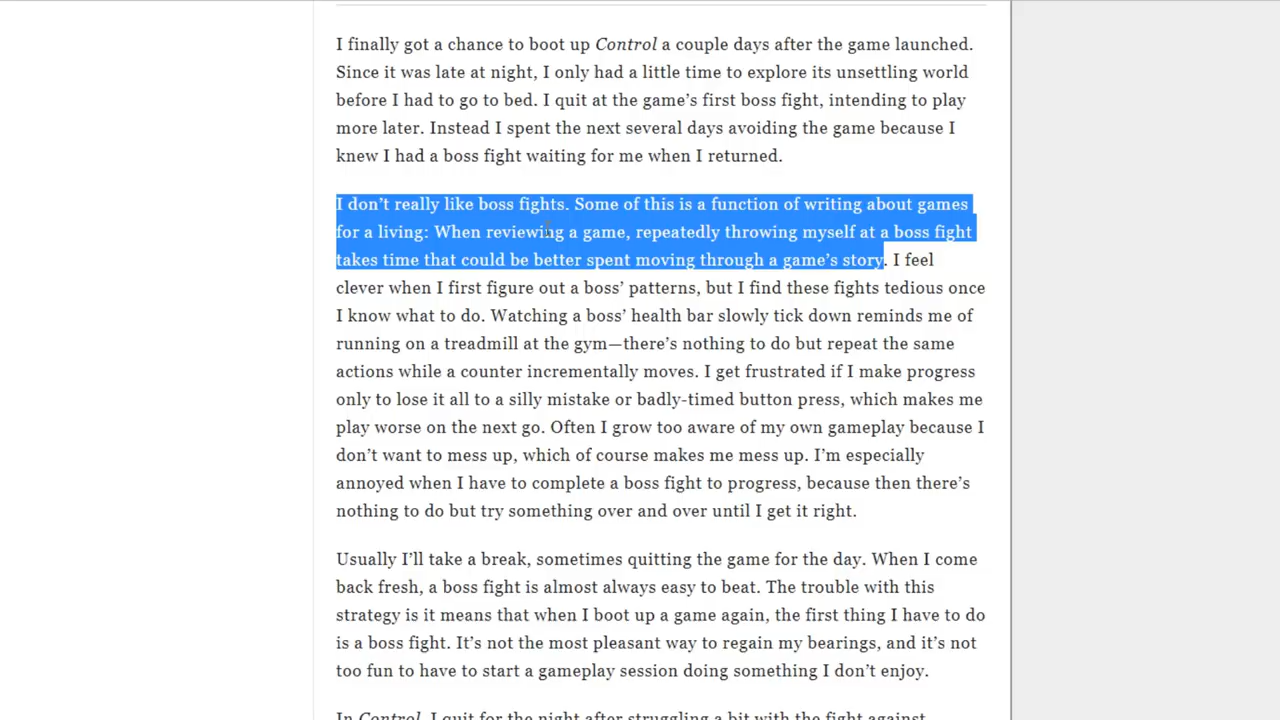 I finally got a chance to boot up Control a couple days after the game launched.
Since it was late at night, I only had a little time to explore its unsettling world
before I had to go to bed. I quit at the game’s first boss fight, intending to play
more later. Instead I spent the next several days avoiding the game because I
knew I had a boss fight waiting for me when I returned.
I don’t really like boss fights. Some of this is a function of writing about games
for a living: When reviewing a game, repeatedly throwing myself at a boss fight
takes time that could be better spent moving through a game’s story. I feel
clever when I first figure out a boss’ patterns, but I find these fights tedious once
I know what to do. Watching a boss’ health bar slowly tick down reminds me of
running on a treadmill at the gym—there’s nothing to do but repeat the same
actions while a counter incrementally moves. I get frustrated if I make progress
only to lose it all to a silly mistake or badly-timed button press, which makes me
play worse on the next go. Often I grow too aware of my own gameplay because I
don’t want to mess up, which of course makes me mess up. I’m especially
annoyed when I have to complete a boss fight to progress, because then there’s
nothing to do but try something over and over until I get it right.
Usually I’ll take a break, sometimes quitting the game for the day. When I come
back fresh, a boss fight is almost always easy to beat. The trouble with this
strategy is it means that when I boot up a game again, the first thing I have to do
is a boss fight. It’s not the most pleasant way to regain my bearings, and it’s not
too fun to have to start a gameplay session doing something I don’t enjoy.
In Control, I quit for the night after struggling a bit with the fight against